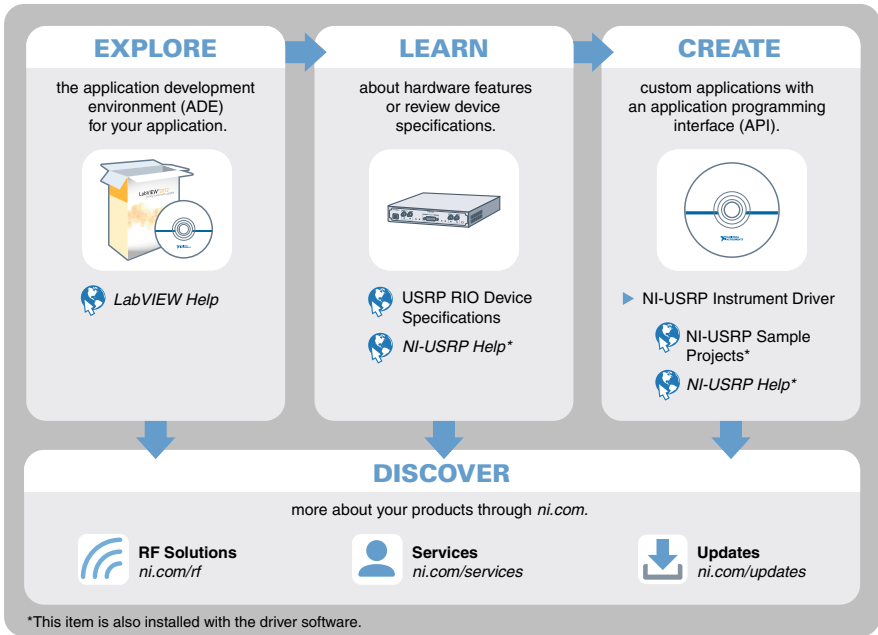 EXPLORE
the application development
environment (ADE)
for your application.
LabVIEW
LabVIEW Help
LEARN
about hardware features
or review device
specifications.
USRP RIO Device
Specifications
NI-USRP Help*
CREATE
custom applications with
an application programming
interface (API).
NATIONAL
INSTRUMENTS
NI-USRP Instrument Driver
NI-USRP Sample
Projects*
NI-USRP Help*
DISCOVER
more about your products through ni.com.
RF Solutions
ni.com/rf
Services
ni.com/services
Updates
ni.com/updates
*This item is also installed with the driver software.